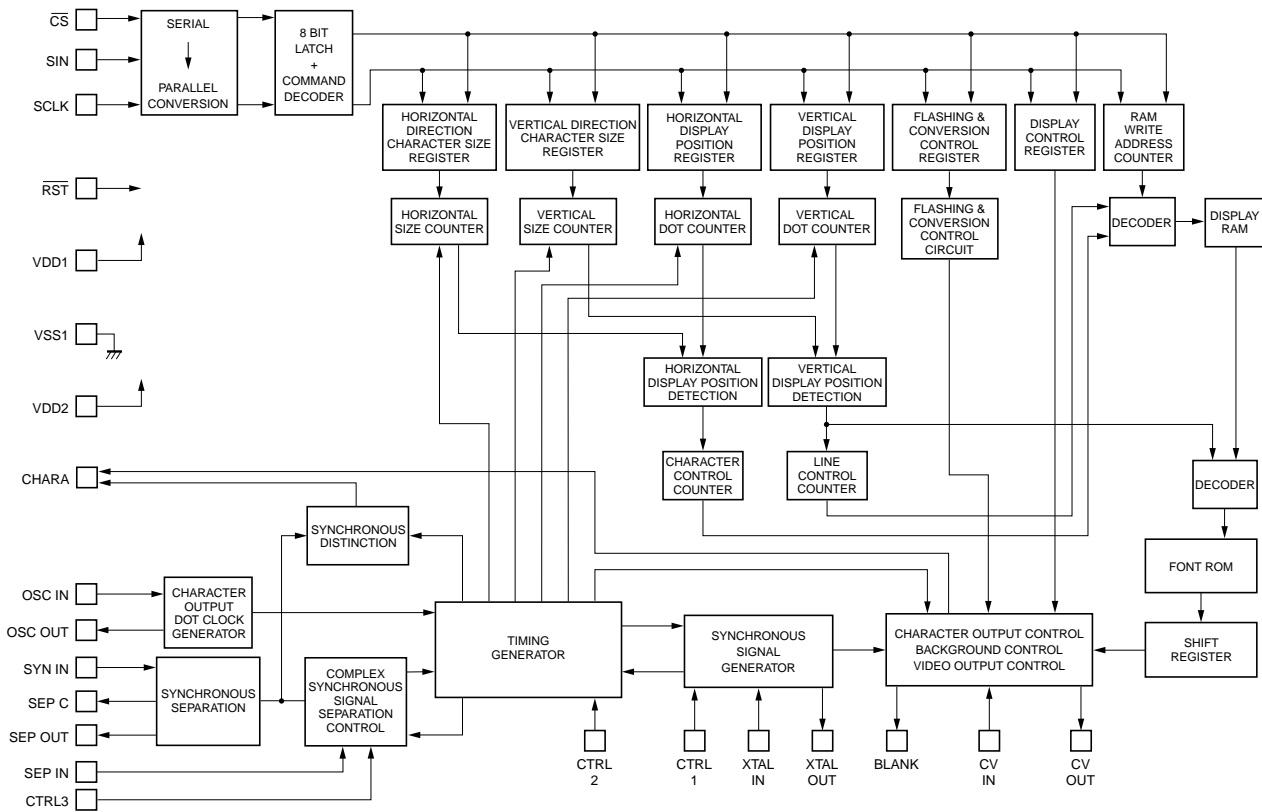 CS
SIN
SCLK
SERIAL
PARALLEL
CONVERSION
8 BIT
LATCH
+
COMMAND
DECODER
HORIZONTAL
DIRECTION
CHARACTER SIZE
REGISTER
VERTICAL DIRECTION
CHARACTER SIZE
REGISTER
HORIZONTAL
DISPLAY
POSITION
REGISTER
VERTICAL
DISPLAY
POSITION
REGISTER
FLASHING &
CONVERSION
CONTROL
REGISTER
DISPLAY
CONTROL
REGISTER
RAM
WRITE
ADDRESS
COUNTER
RST
VDD1
VSS1
VDD2
HORIZONTAL
SIZE COUNTER
VERTICAL
SIZE COUNTER
HORIZONTAL
DOT COUNTER
VERTICAL
DOT COUNTER
FLASHING &
CONVERSION
CONTROL
CIRCUIT
DECODER
DISPLAY
RAM
HORIZONTAL
DISPLAY POSITION
DETECTION
VERTICAL
DISPLAY POSITION
DETECTION
CHARA
CHARACTER
CONTROL
COUNTER
LINE
CONTROL
COUNTER
DECODER
SYNCHRONOUS
DISTINCTION
FONT ROM
OSC IN
OSC OUT
CHARACTER
OUTPUT
DOT CLOCK
GENERATOR
TIMING
GENERATOR
SYNCHRONOUS
SIGNAL
GENERATOR
CHARACTER OUTPUT CONTROL
BACKGROUND CONTROL
VIDEO OUTPUT CONTROL
SHIFT
REGISTER
SYN IN
SEP C
SEP OUT
SYNCHRONOUS
SEPARATION
COMPLEX
SYNCHRONOUS
SIGNAL
SEPARATION
CONTROL
SEP IN
CTRL3
CTRL
2
CTRL
1
XTAL
IN
XTAL
OUT
BLANK
CV
IN
CV
OUT